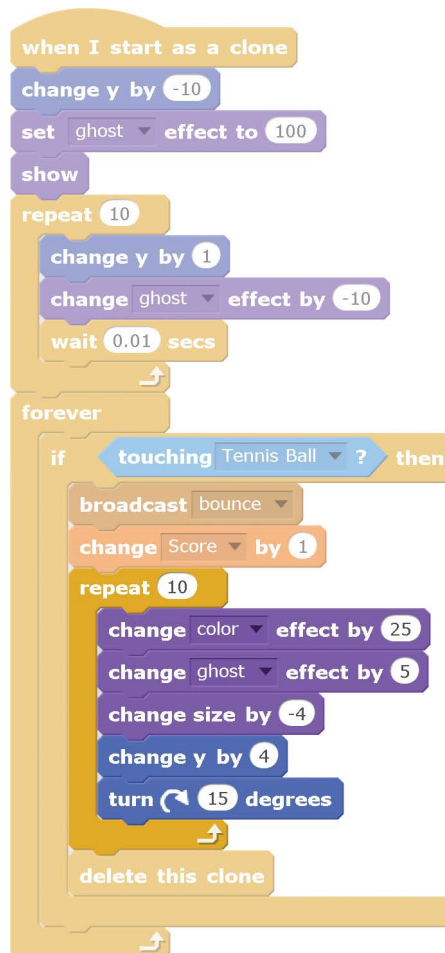 when I start as a clone
change y by -10
set ghost effect to 100
show
repeat 10
change y by 1
change ghost effect by -10
wait 0.01 secs
forever
if touching Tennis Ball ? then
broadcast bounce
change Score by 1
repeat 10
change color effect by 25
change ghost effect by 5
change size by -4
change y by 4
turn 15 degrees
delete this clone